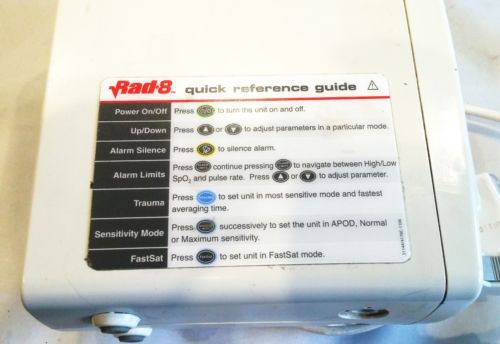 Rad-8™ quick reference guide
Power On/Off Press to turn the unit on and off.
Up/Down Press or to adjust parameters in a particular mode.
Alarm Silence Press to silence alarm.
Alarm Limits Press continue pressing to navigate between High/Low
SpO2 and pulse rate. Press or to adjust parameter.
Trauma Press to set unit in most sensitive mode and fastest
averaging time.
Sensitivity Mode Press successively to set the unit in APOD, Normal
or Maximum sensitivity.
FastSat Press to set unit in FastSat mode.